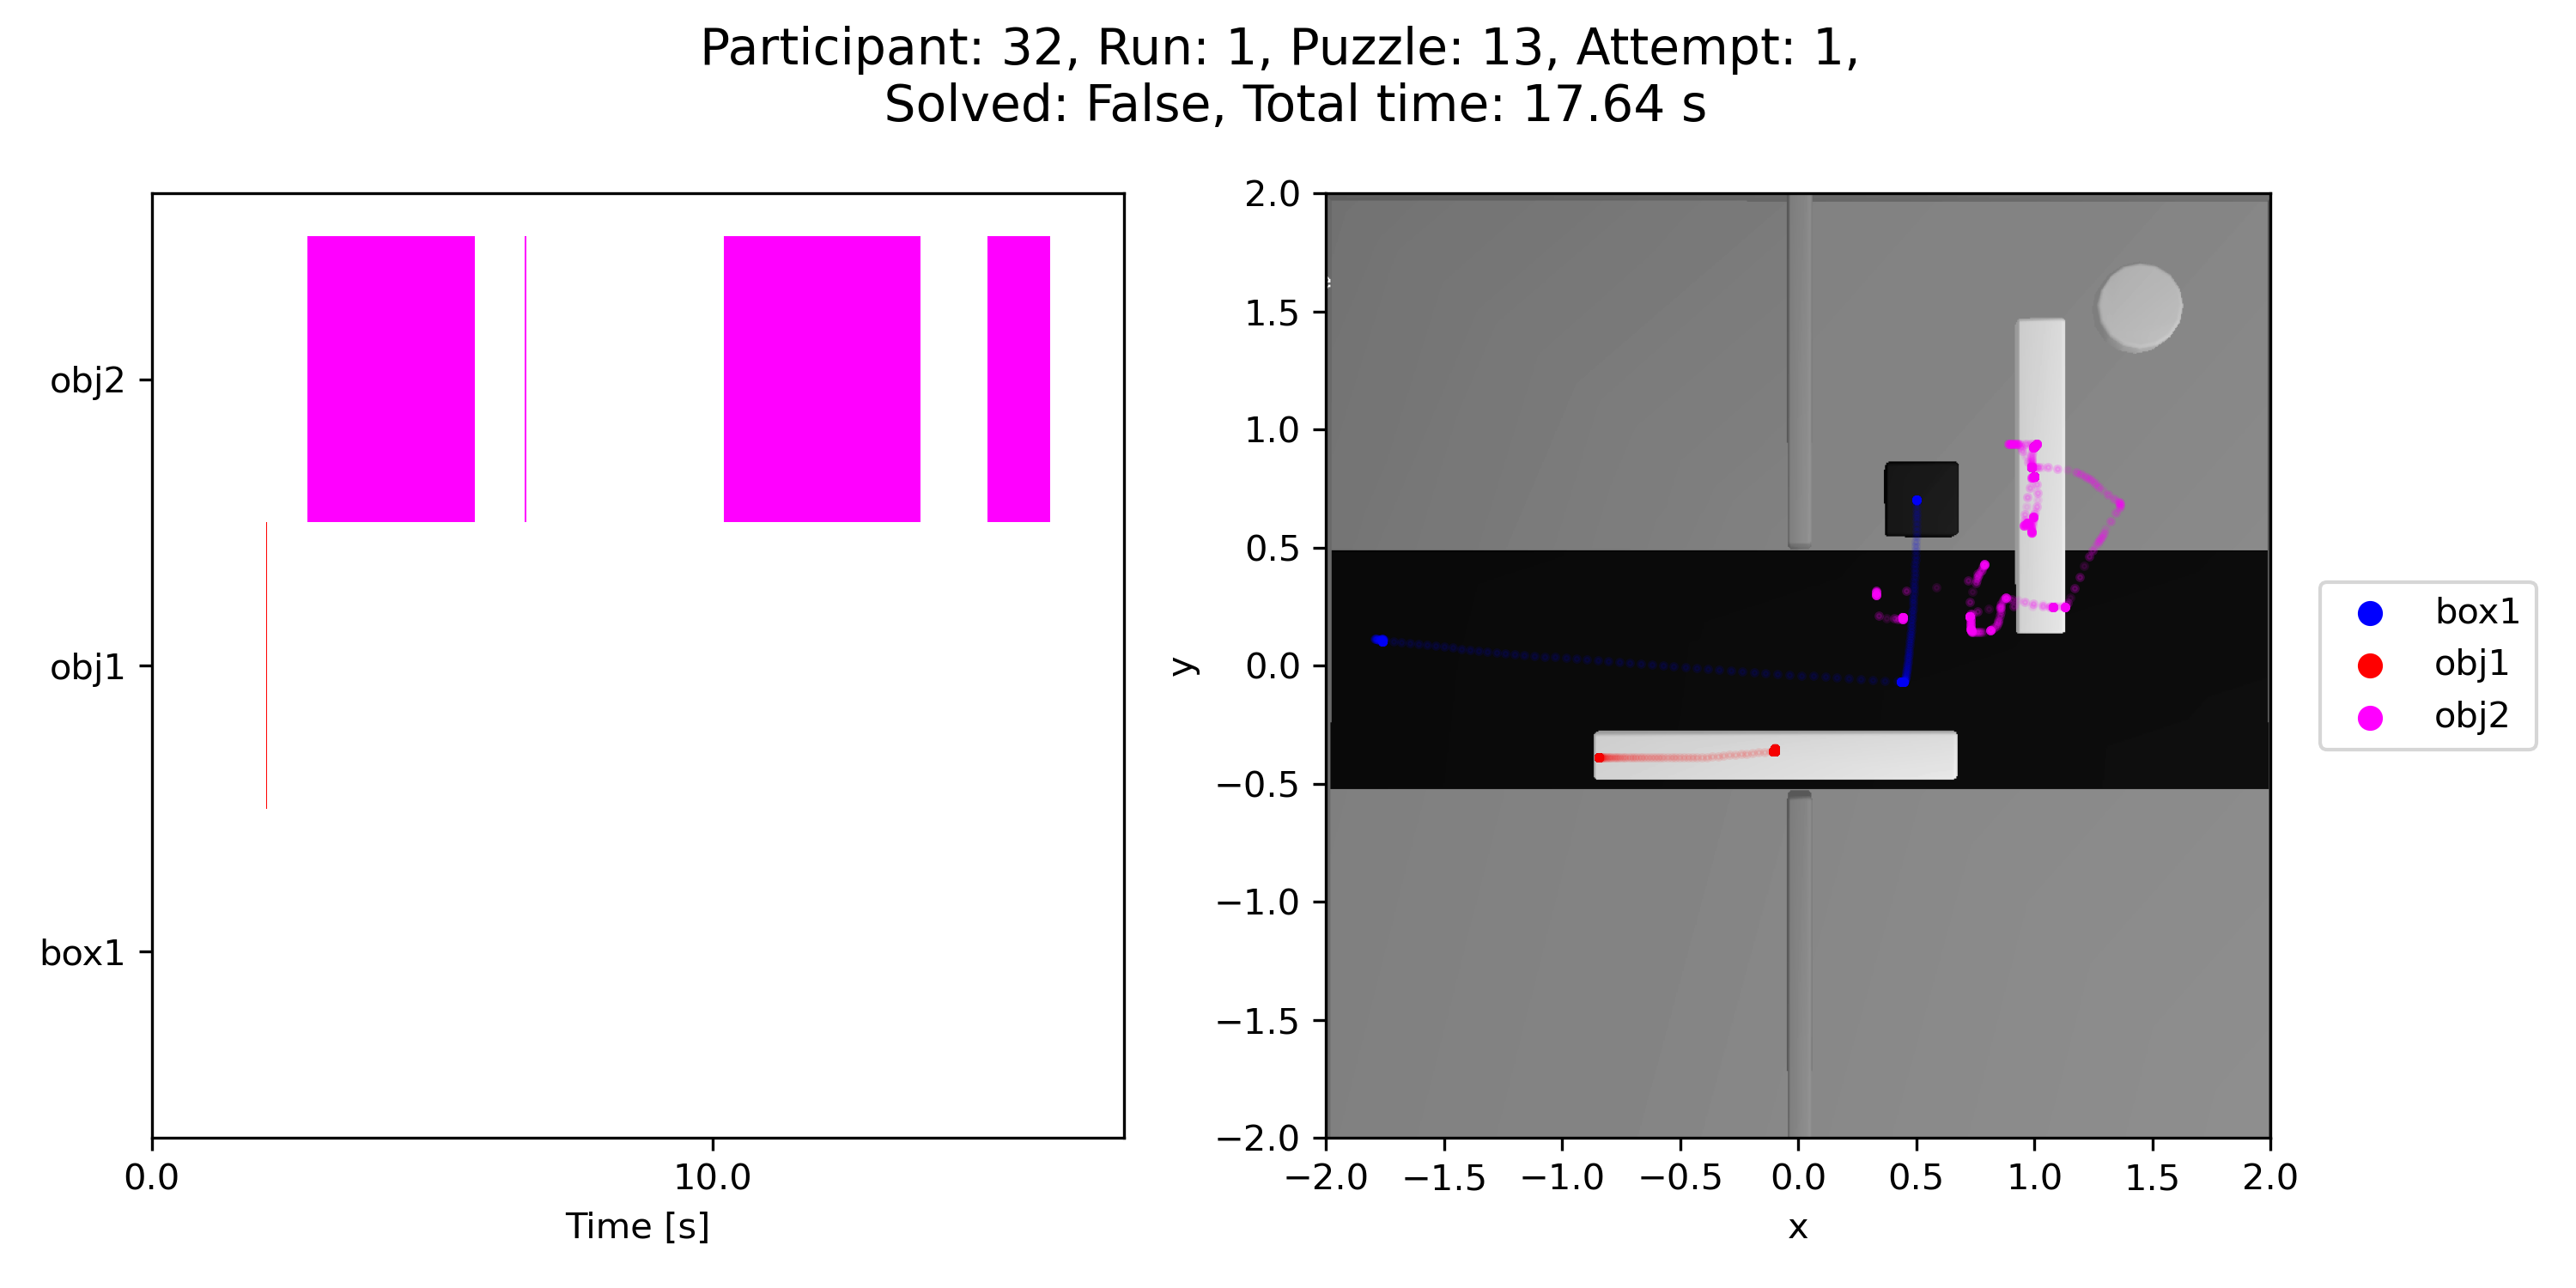 Participant: 32, Run: 1, Puzzle: 13, Attempt: 1,
Solved: False, Total time: 17.64 s
obj2
obj1
box1
0.0
10.0
Time [s]
2.0
1.5
1.0
0.5
0.0
−0.5
−1.0
−1.5
−2.0
y
−2.0
−1.5
−1.0
−0.5
0.0
0.5
1.0
1.5
2.0
x
box1
obj1
obj2